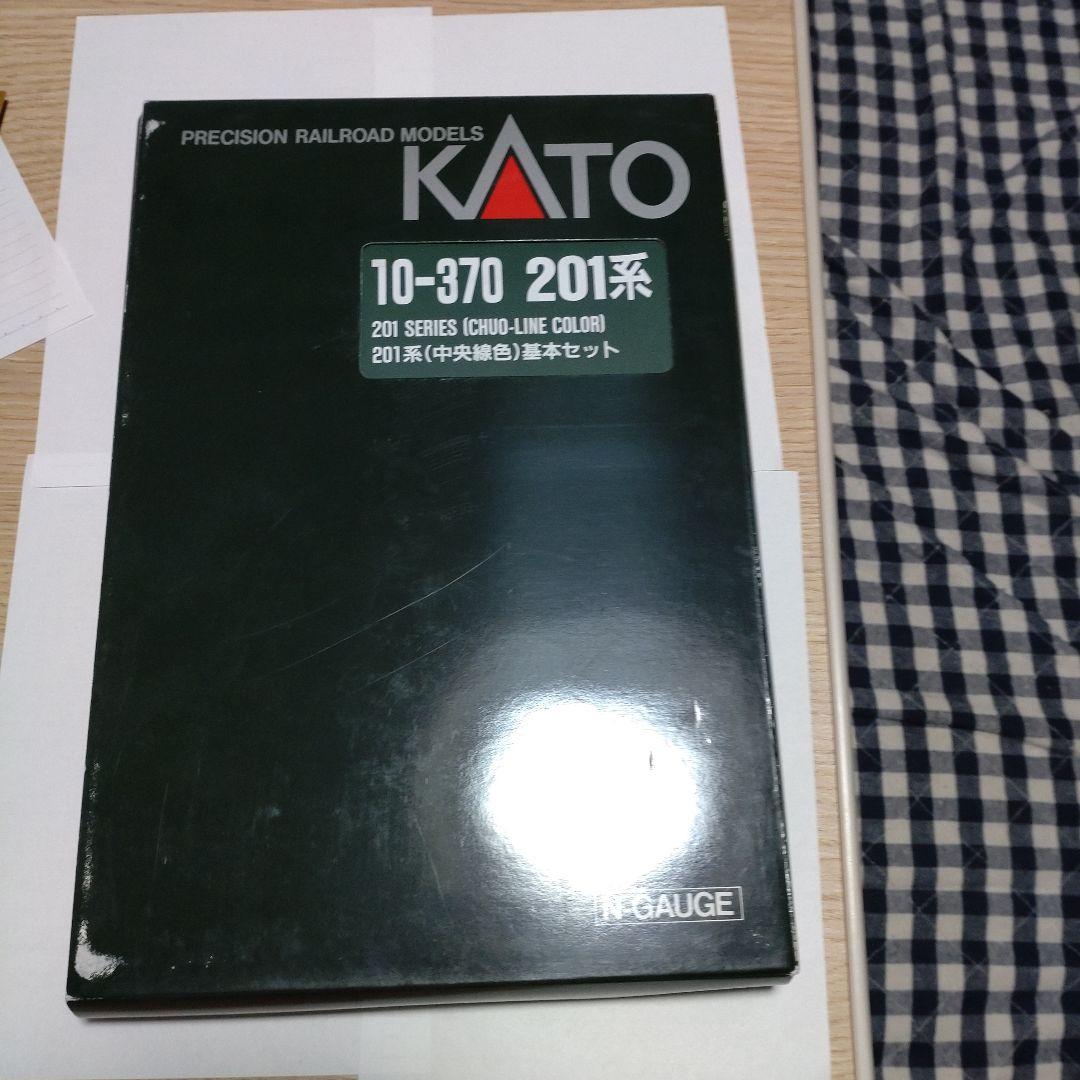 PRECISION RAILROAD MODELS
KATO
10-370 201系
201 SERIES (CHUO-LINE COLOR)
201系(中央線色)基本セット
N-GAUGE